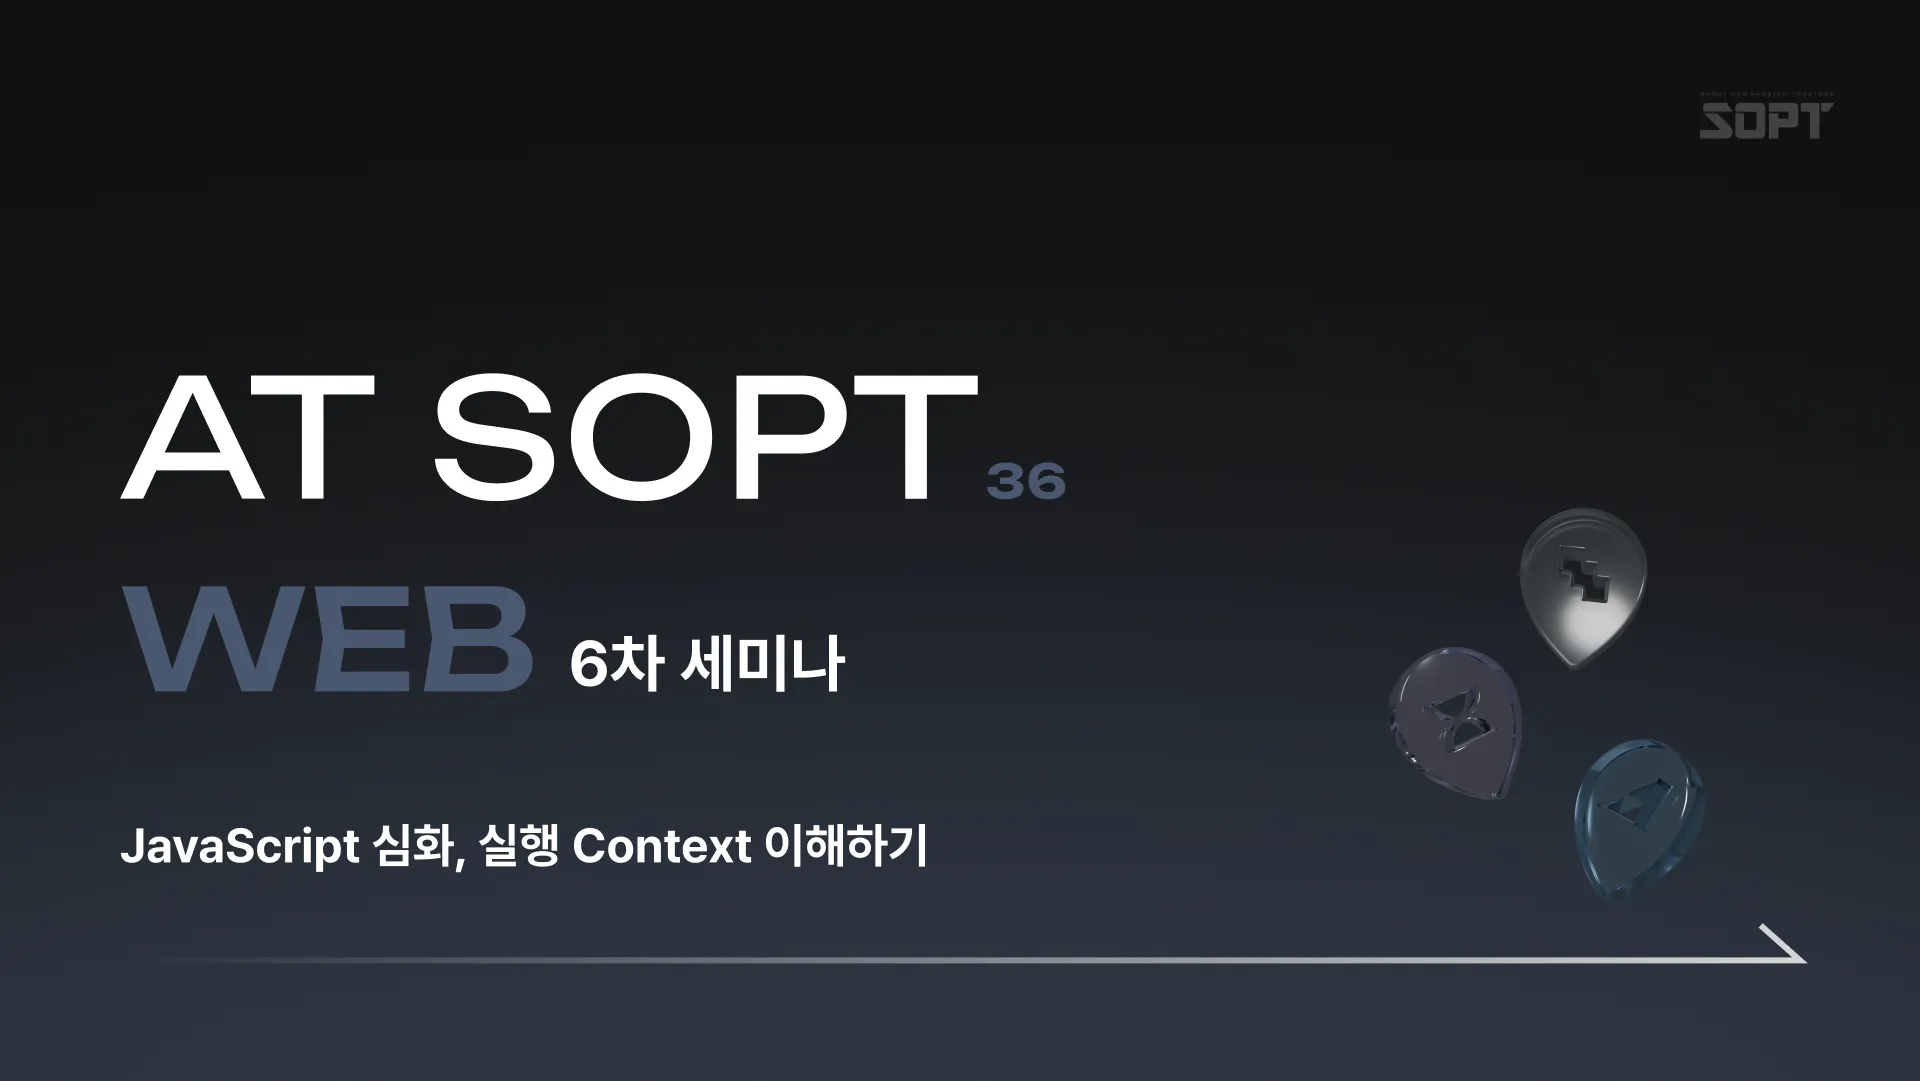 SHOUT OUR PASSION TOGETHER
SOPT
AT SOPT 36
WEB 6차 세미나
JavaScript 심화, 실행 Context 이해하기